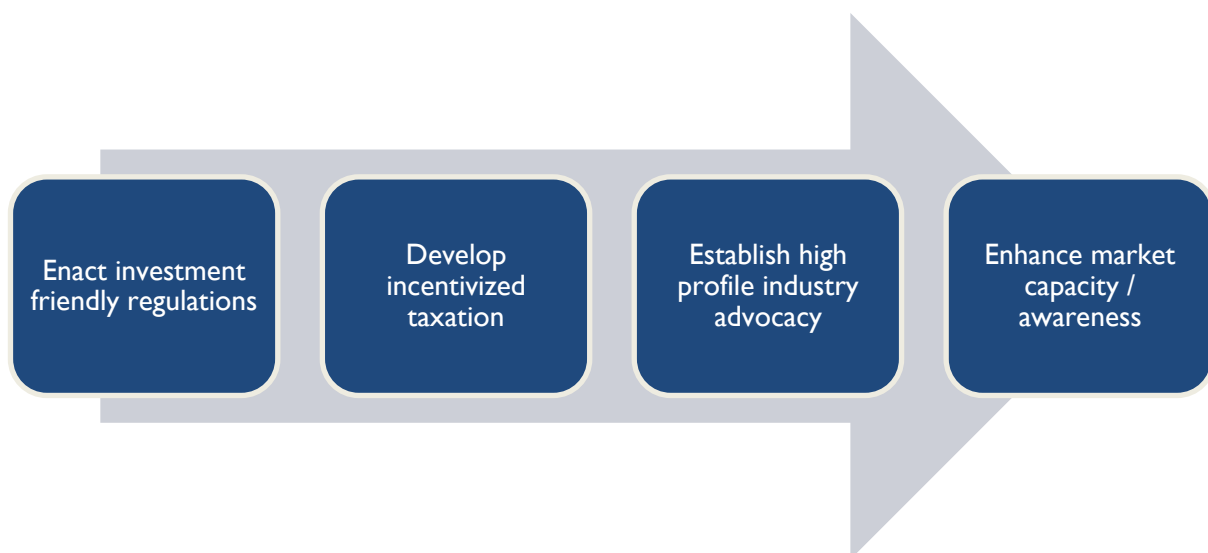 Enact investment
friendly regulations
Develop
incentivized
taxation
Establish high
profile industry
advocacy
Enhance market
capacity /
awareness